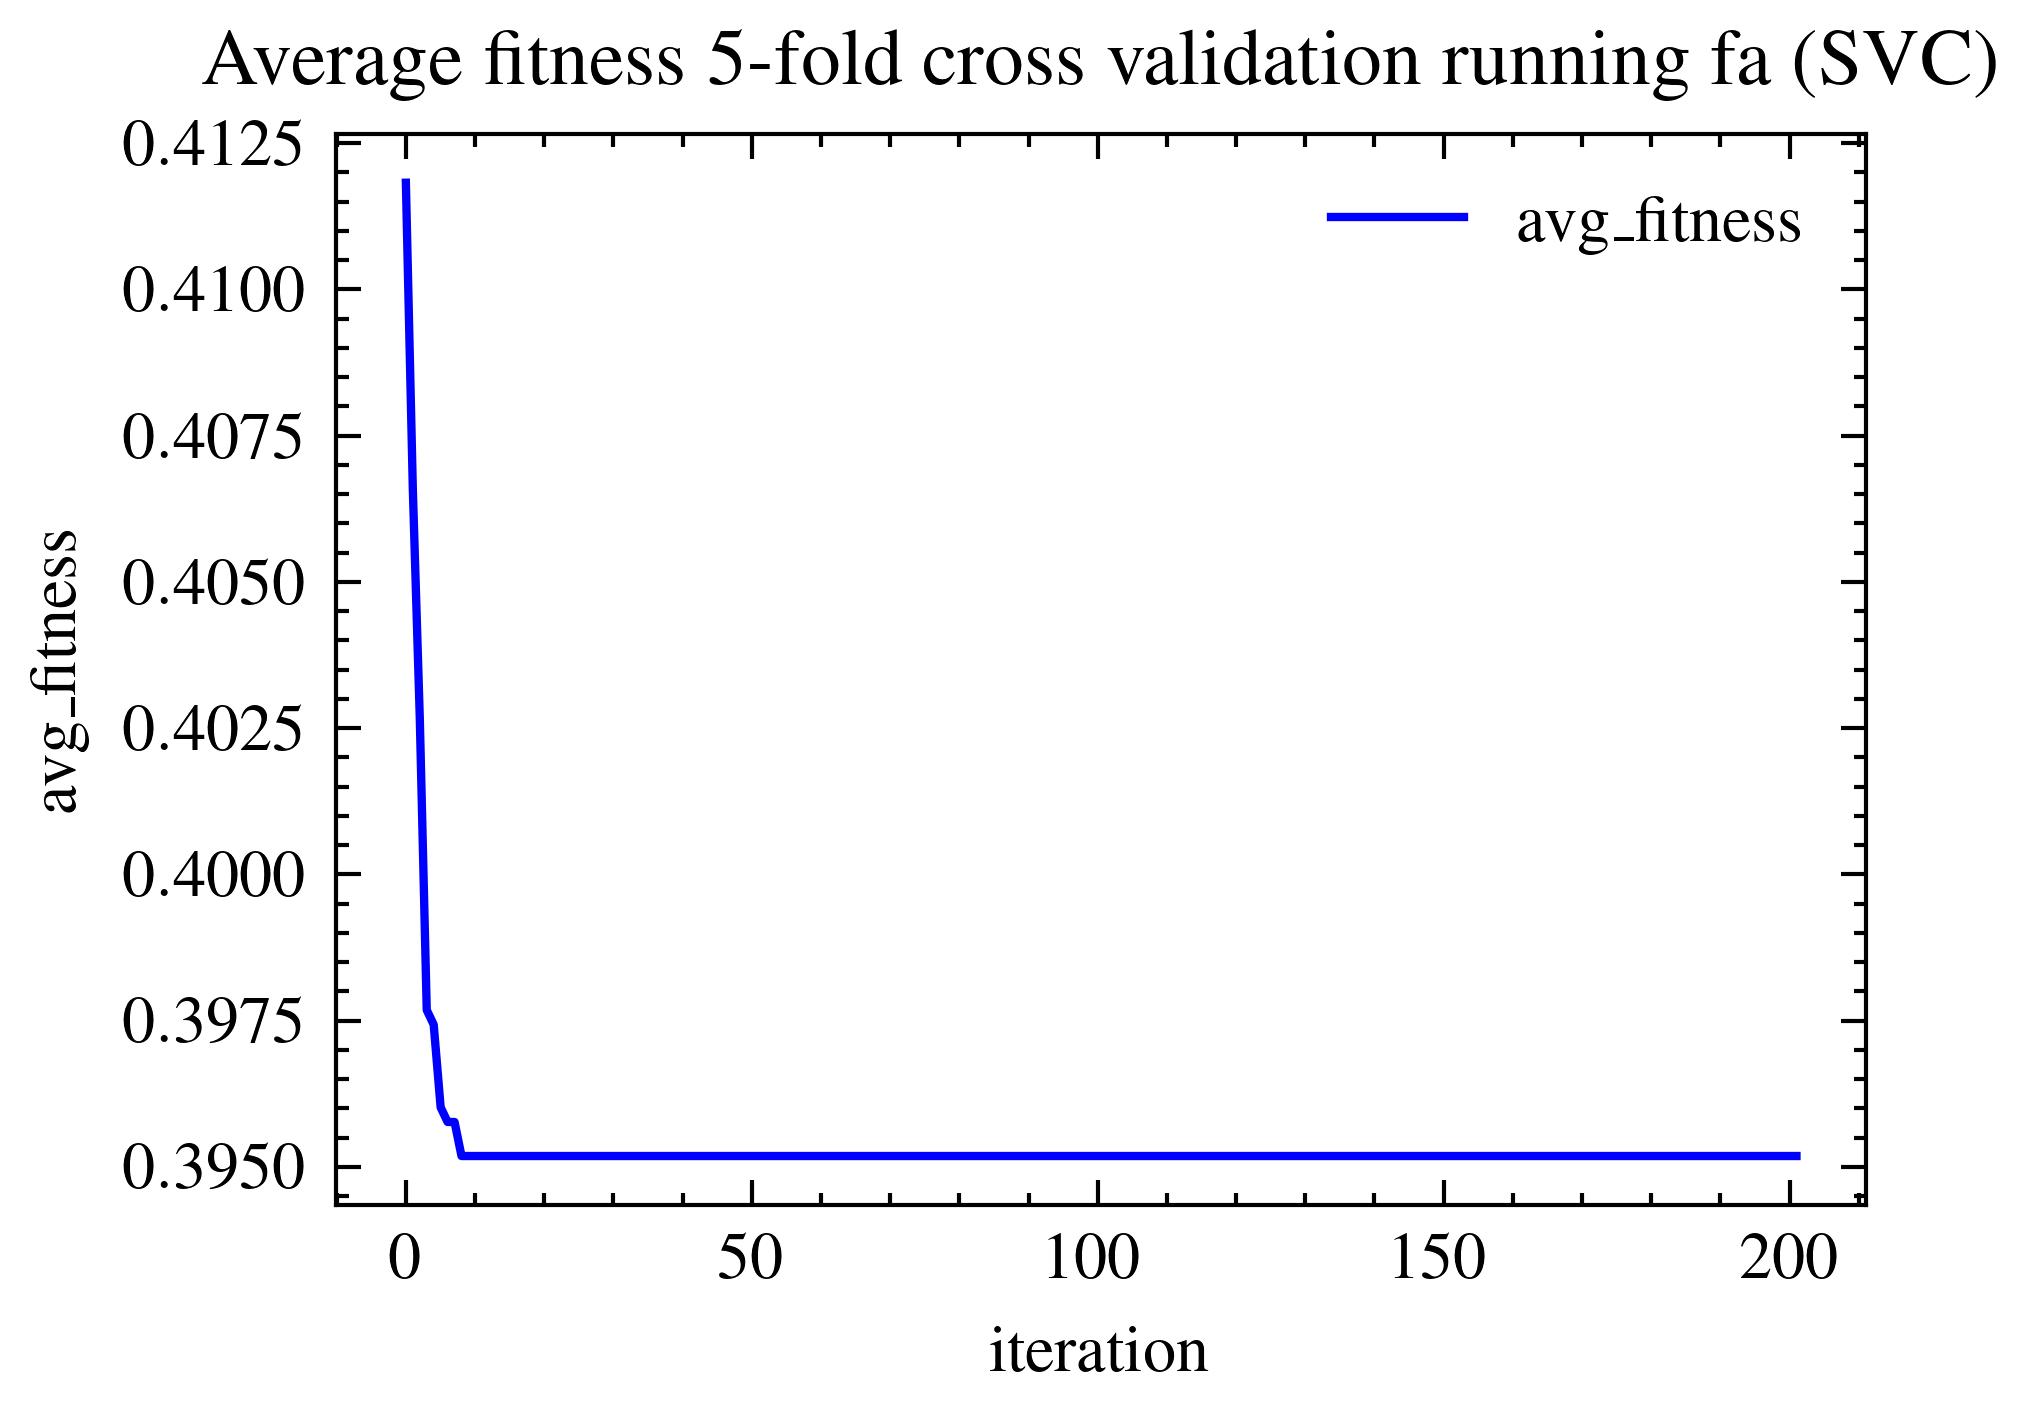 Average fitness 5-fold cross validation running fa (SVC)
0.4125
0.4100
0.4075
0.4050
0.4025
0.4000
0.3975
0.3950
avg_fitness
avg_fitness
0 50 100 150 200
iteration